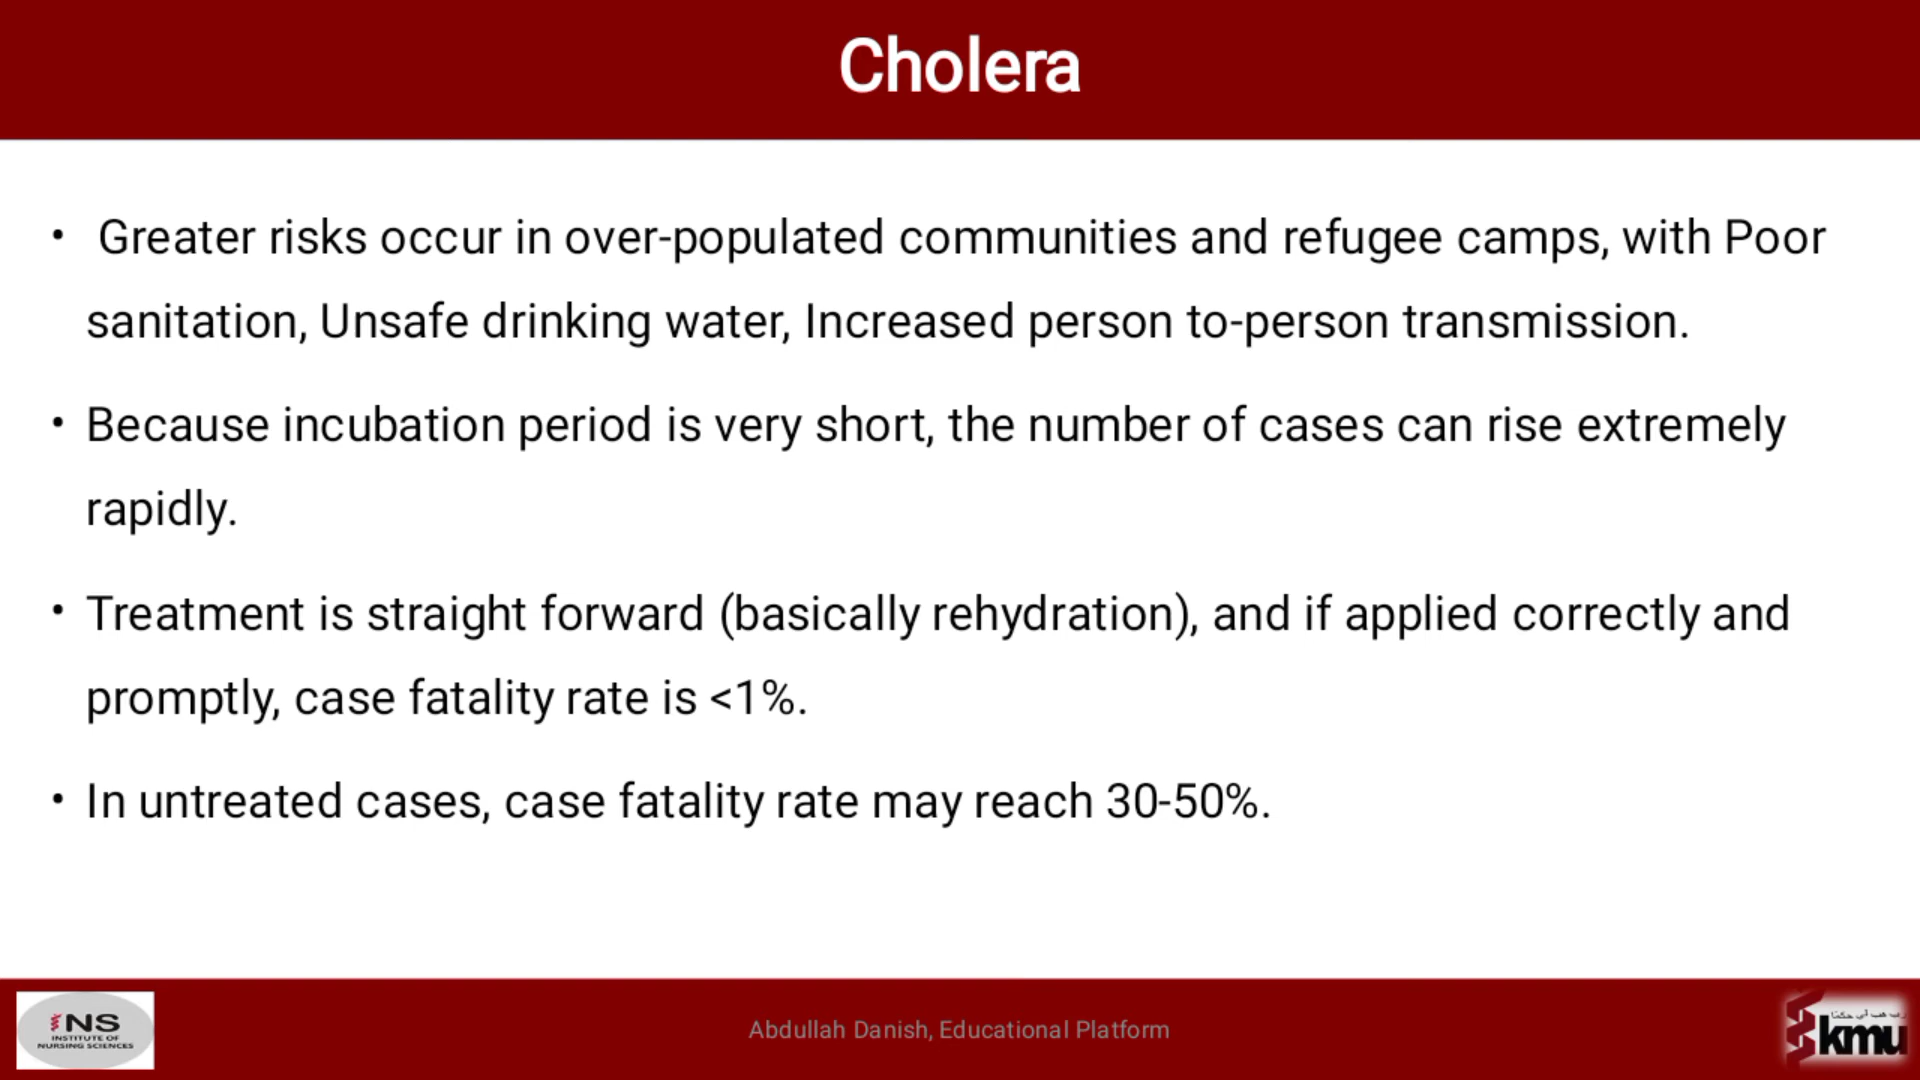 Cholera
• Greater risks occur in over-populated communities and refugee camps, with Poor
sanitation, Unsafe drinking water, Increased person to-person transmission.
• Because incubation period is very short, the number of cases can rise extremely
rapidly.
• Treatment is straight forward (basically rehydration), and if applied correctly and
promptly, case fatality rate is <1%.
• In untreated cases, case fatality rate may reach 30-50%.
iNS
INSTITUTE OF
NURSING SCIENCES
Abdullah Danish, Educational Platform
kmu